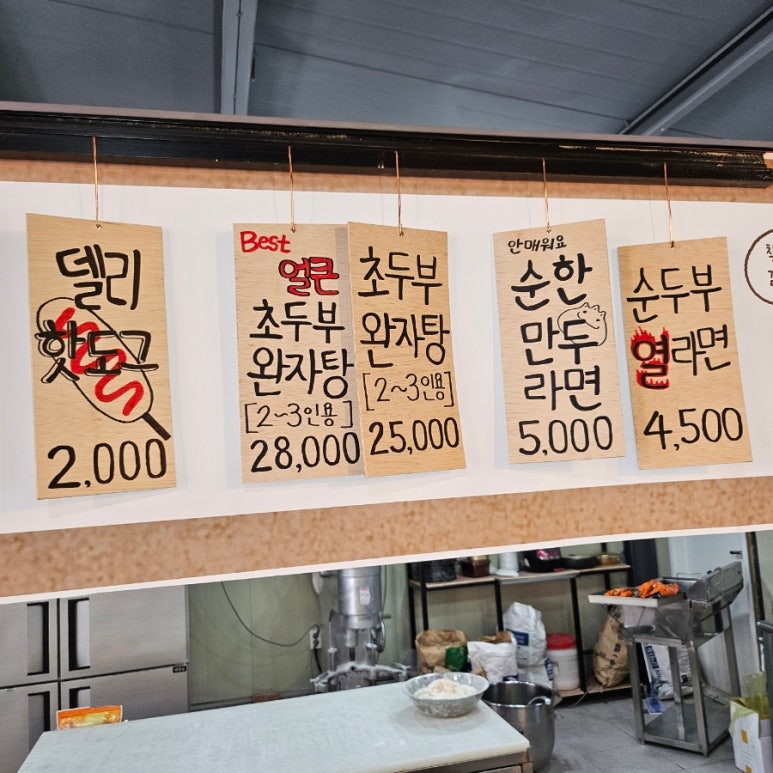 델리
핫도그
2,000
Best
얼큰
초두부
완자탕
[2~3인용]
28,000
초두부
완자탕
[2~3인용]
25,000
안매워요
순한
만두
라면
5,000
순두부
열라면
4,500